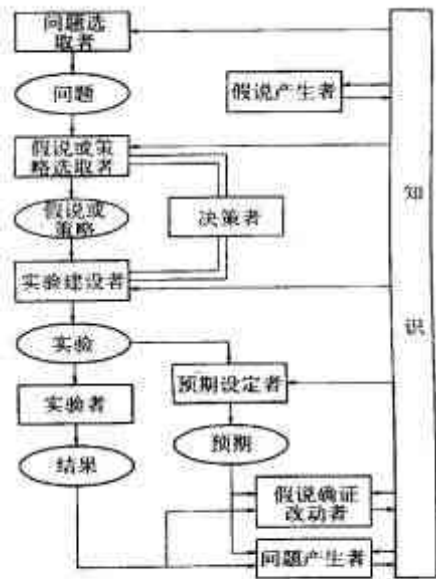 问题选
取者
问题
假说产生者
假说或策
略选取者
假说或
策略
决策者
知
识
实验建设者
实验
预期设定者
实验者
预期
结果
假说确证
改动者
问题产生者